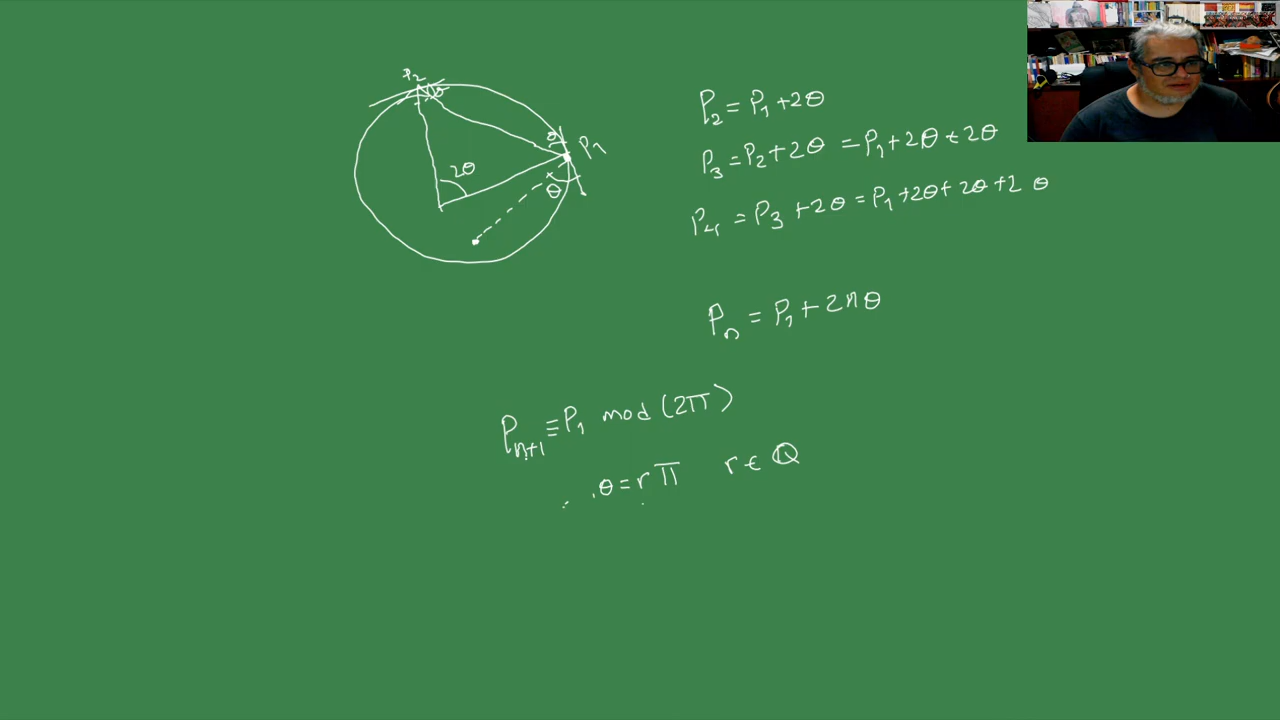 P₂
θ
θ
P₁
2θ
θ
P₂ = P₁ + 2θ
P₃ = P₂ + 2θ = P₁ + 2θ + 2θ
P₄ = P₃ + 2θ = P₁ + 2θ + 2θ + 2θ
Pₙ = P₁ + 2nθ
Pₙ₊₁ ≡ P₁ mod (2π)
θ = r π r ∈ ℚ